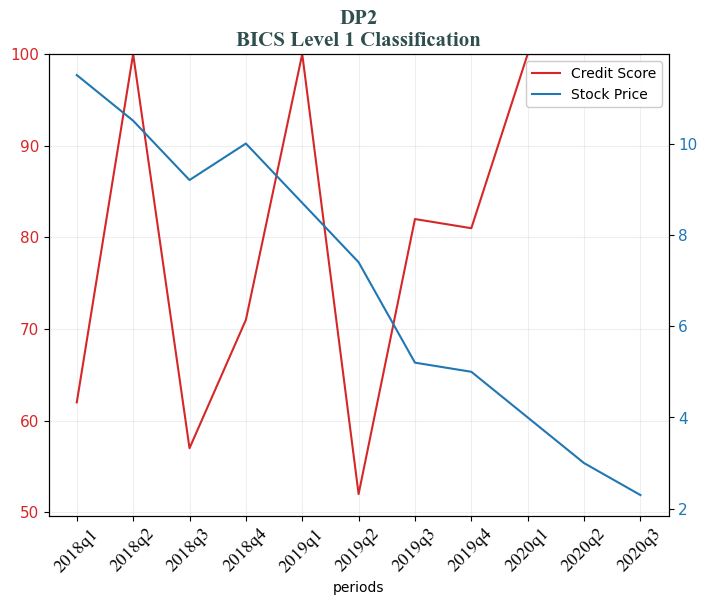 DP2
BICS Level 1 Classification
100
90
80
70
60
50
10
8
6
4
2
Credit Score
Stock Price
2018q1
2018q2
2018q3
2018q4
2019q1
2019q2
2019q3
2019q4
2020q1
2020q2
2020q3
periods